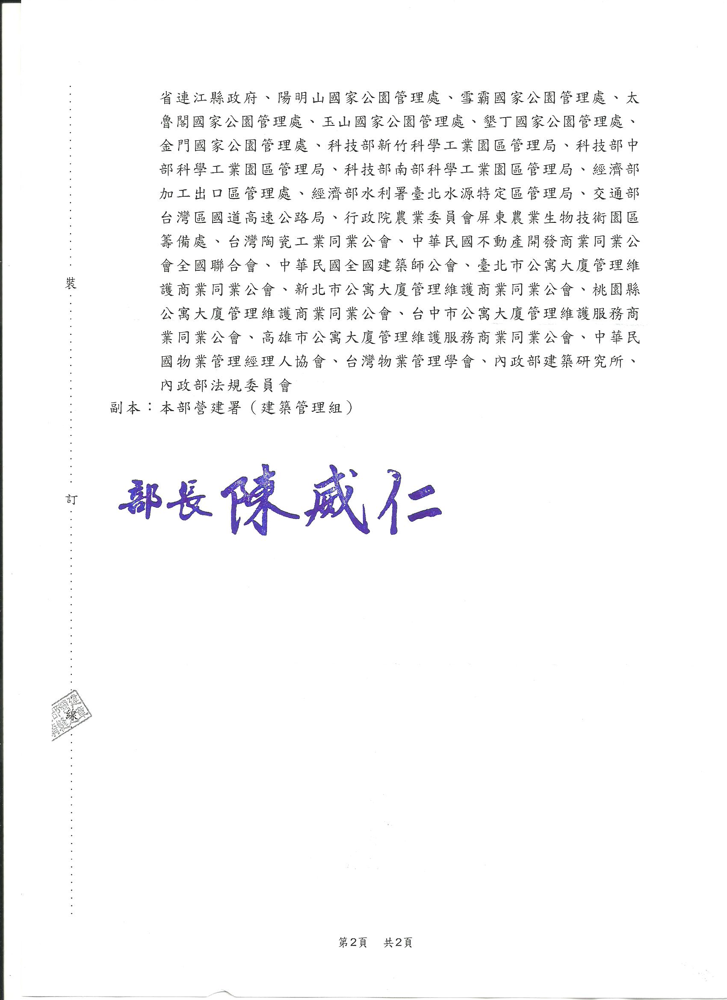 省連江縣政府、陽明山國家公園管理處、雪霸國家公園管理處、太
魯閣國家公園管理處、玉山國家公園管理處、墾丁國家公園管理處、
金門國家公園管理處、科技部新竹科學工業園區管理局、科技部中
部科學工業園區管理局、科技部南部科學工業園區管理局、經濟部
加工出口區管理處、經濟部水利署臺北水源特定區管理局、交通部
台灣區國道高速公路局、行政院農業委員會屏東農業生物技術園區
籌備處、台灣陶瓷工業同業公會、中華民國不動產開發商業同業公
會全國聯合會、中華民國全國建築師公會、臺北市公寓大廈管理維
護商業同業公會、新北市公寓大廈管理維護商業同業公會、桃園縣
公寓大廈管理維護商業同業公會、台中市公寓大廈管理維護服務商
業同業公會、高雄市公寓大廈管理維護服務商業同業公會、中華民
國物業管理經理人協會、台灣物業管理學會、內政部建築研究所、
內政部法規委員會
副本：本部營建署（建築管理組）
部長陳威仁
裝
訂
線
部營建
第2頁 共2頁